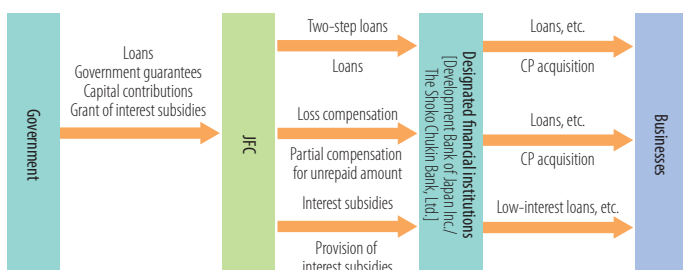 Government
Loans
Government guarantees
Capital contributions
Grant of interest subsidies
JFC
Two-step loans
Loans
Loss compensation
Partial compensation
for unrepaid amount
Interest subsidies
Provision of
interest subsidies
Designated financial institutions
[Development Bank of Japan Inc./
The Shoko Chukin Bank, Ltd.]
Loans, etc.
CP acquisition
Loans, etc.
CP acquisition
Low-interest loans, etc.
Businesses